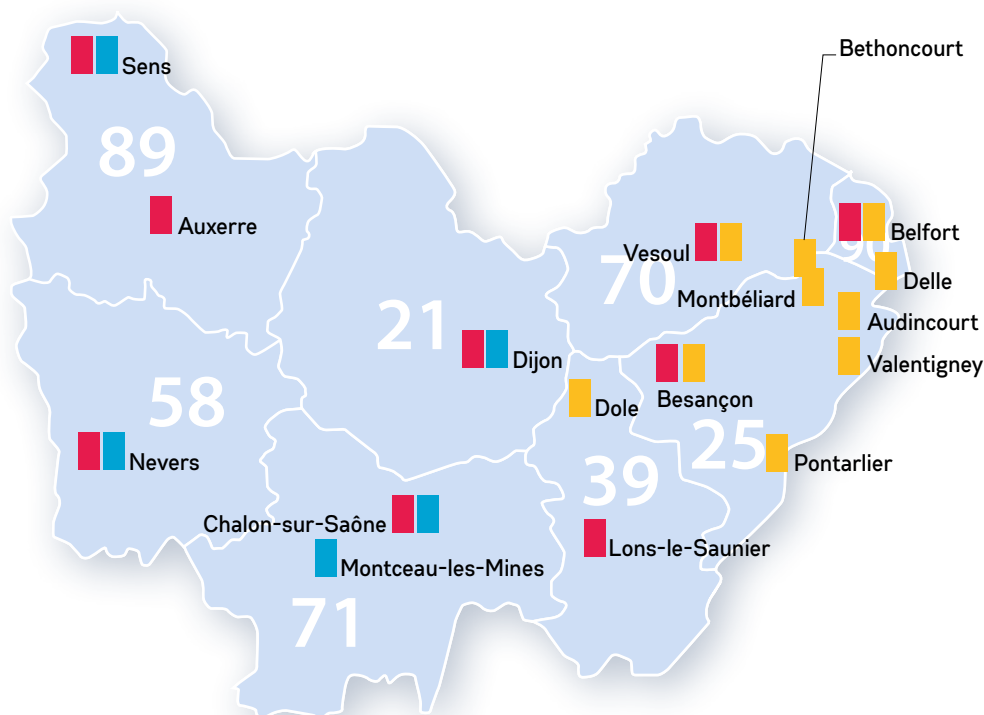 Bethoncourt
Sens
89
Auxerre
Belfort
90
Vesoul
70
Delle
Montbéliard
21
Audincourt
Dijon
Valentigney
Besançon
58
Dole
25
Nevers
39
Pontarlier
Chalon-sur-Saône
Lons-le-Saunier
Montceau-les-Mines
71